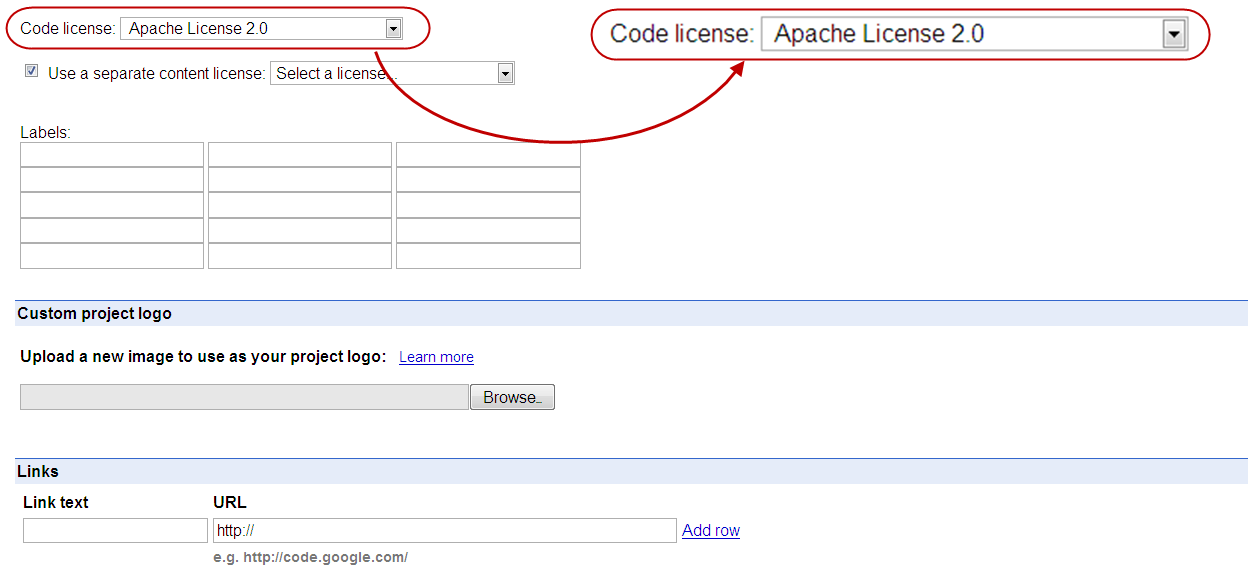 Code license: Apache License 2.0
Code license: Apache License 2.0
Use a separate content license: Select a license...
Labels:
Custom project logo
Upload a new image to use as your project logo: Learn more
Browse...
Links
Link text URL
http:// Add row
e.g. http://code.google.com/